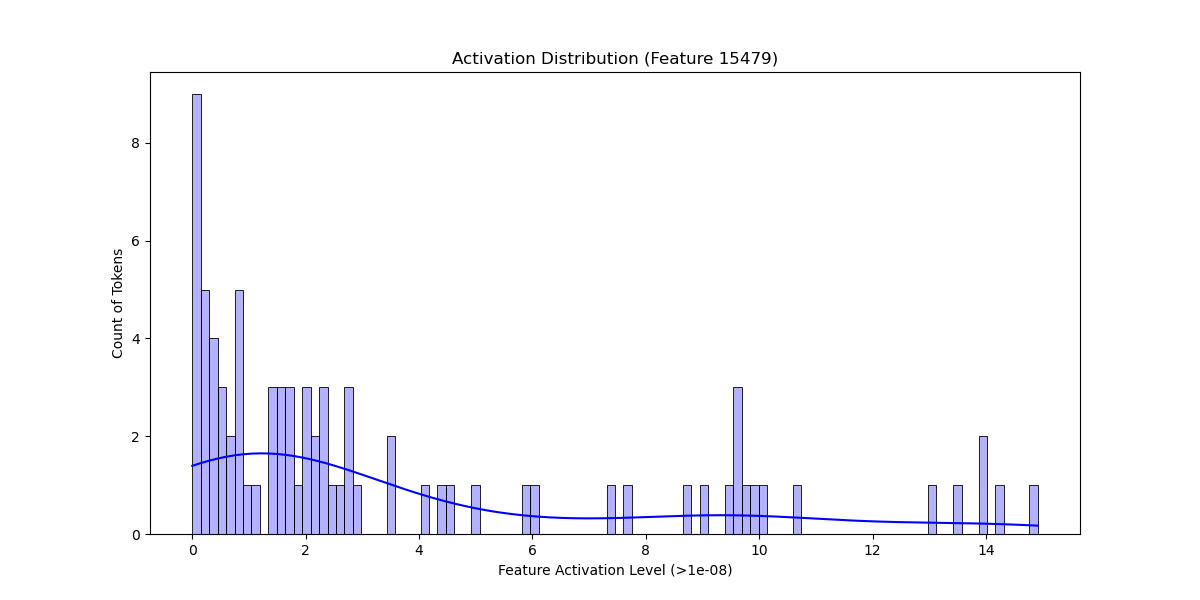 Activation Distribution (Feature 15479)
Count of Tokens
8
6
4
2
0
0 2 4 6 8 10 12 14
Feature Activation Level (>1e-08)